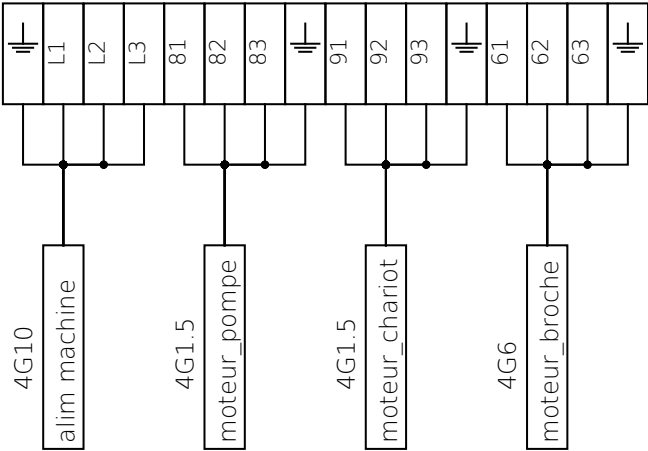 L1
L2
L3
81
82
83
91
92
93
61
62
63
4G10
alim machine
4G1.5
moteur_pompe
4G1.5
moteur_chariot
4G6
moteur_broche